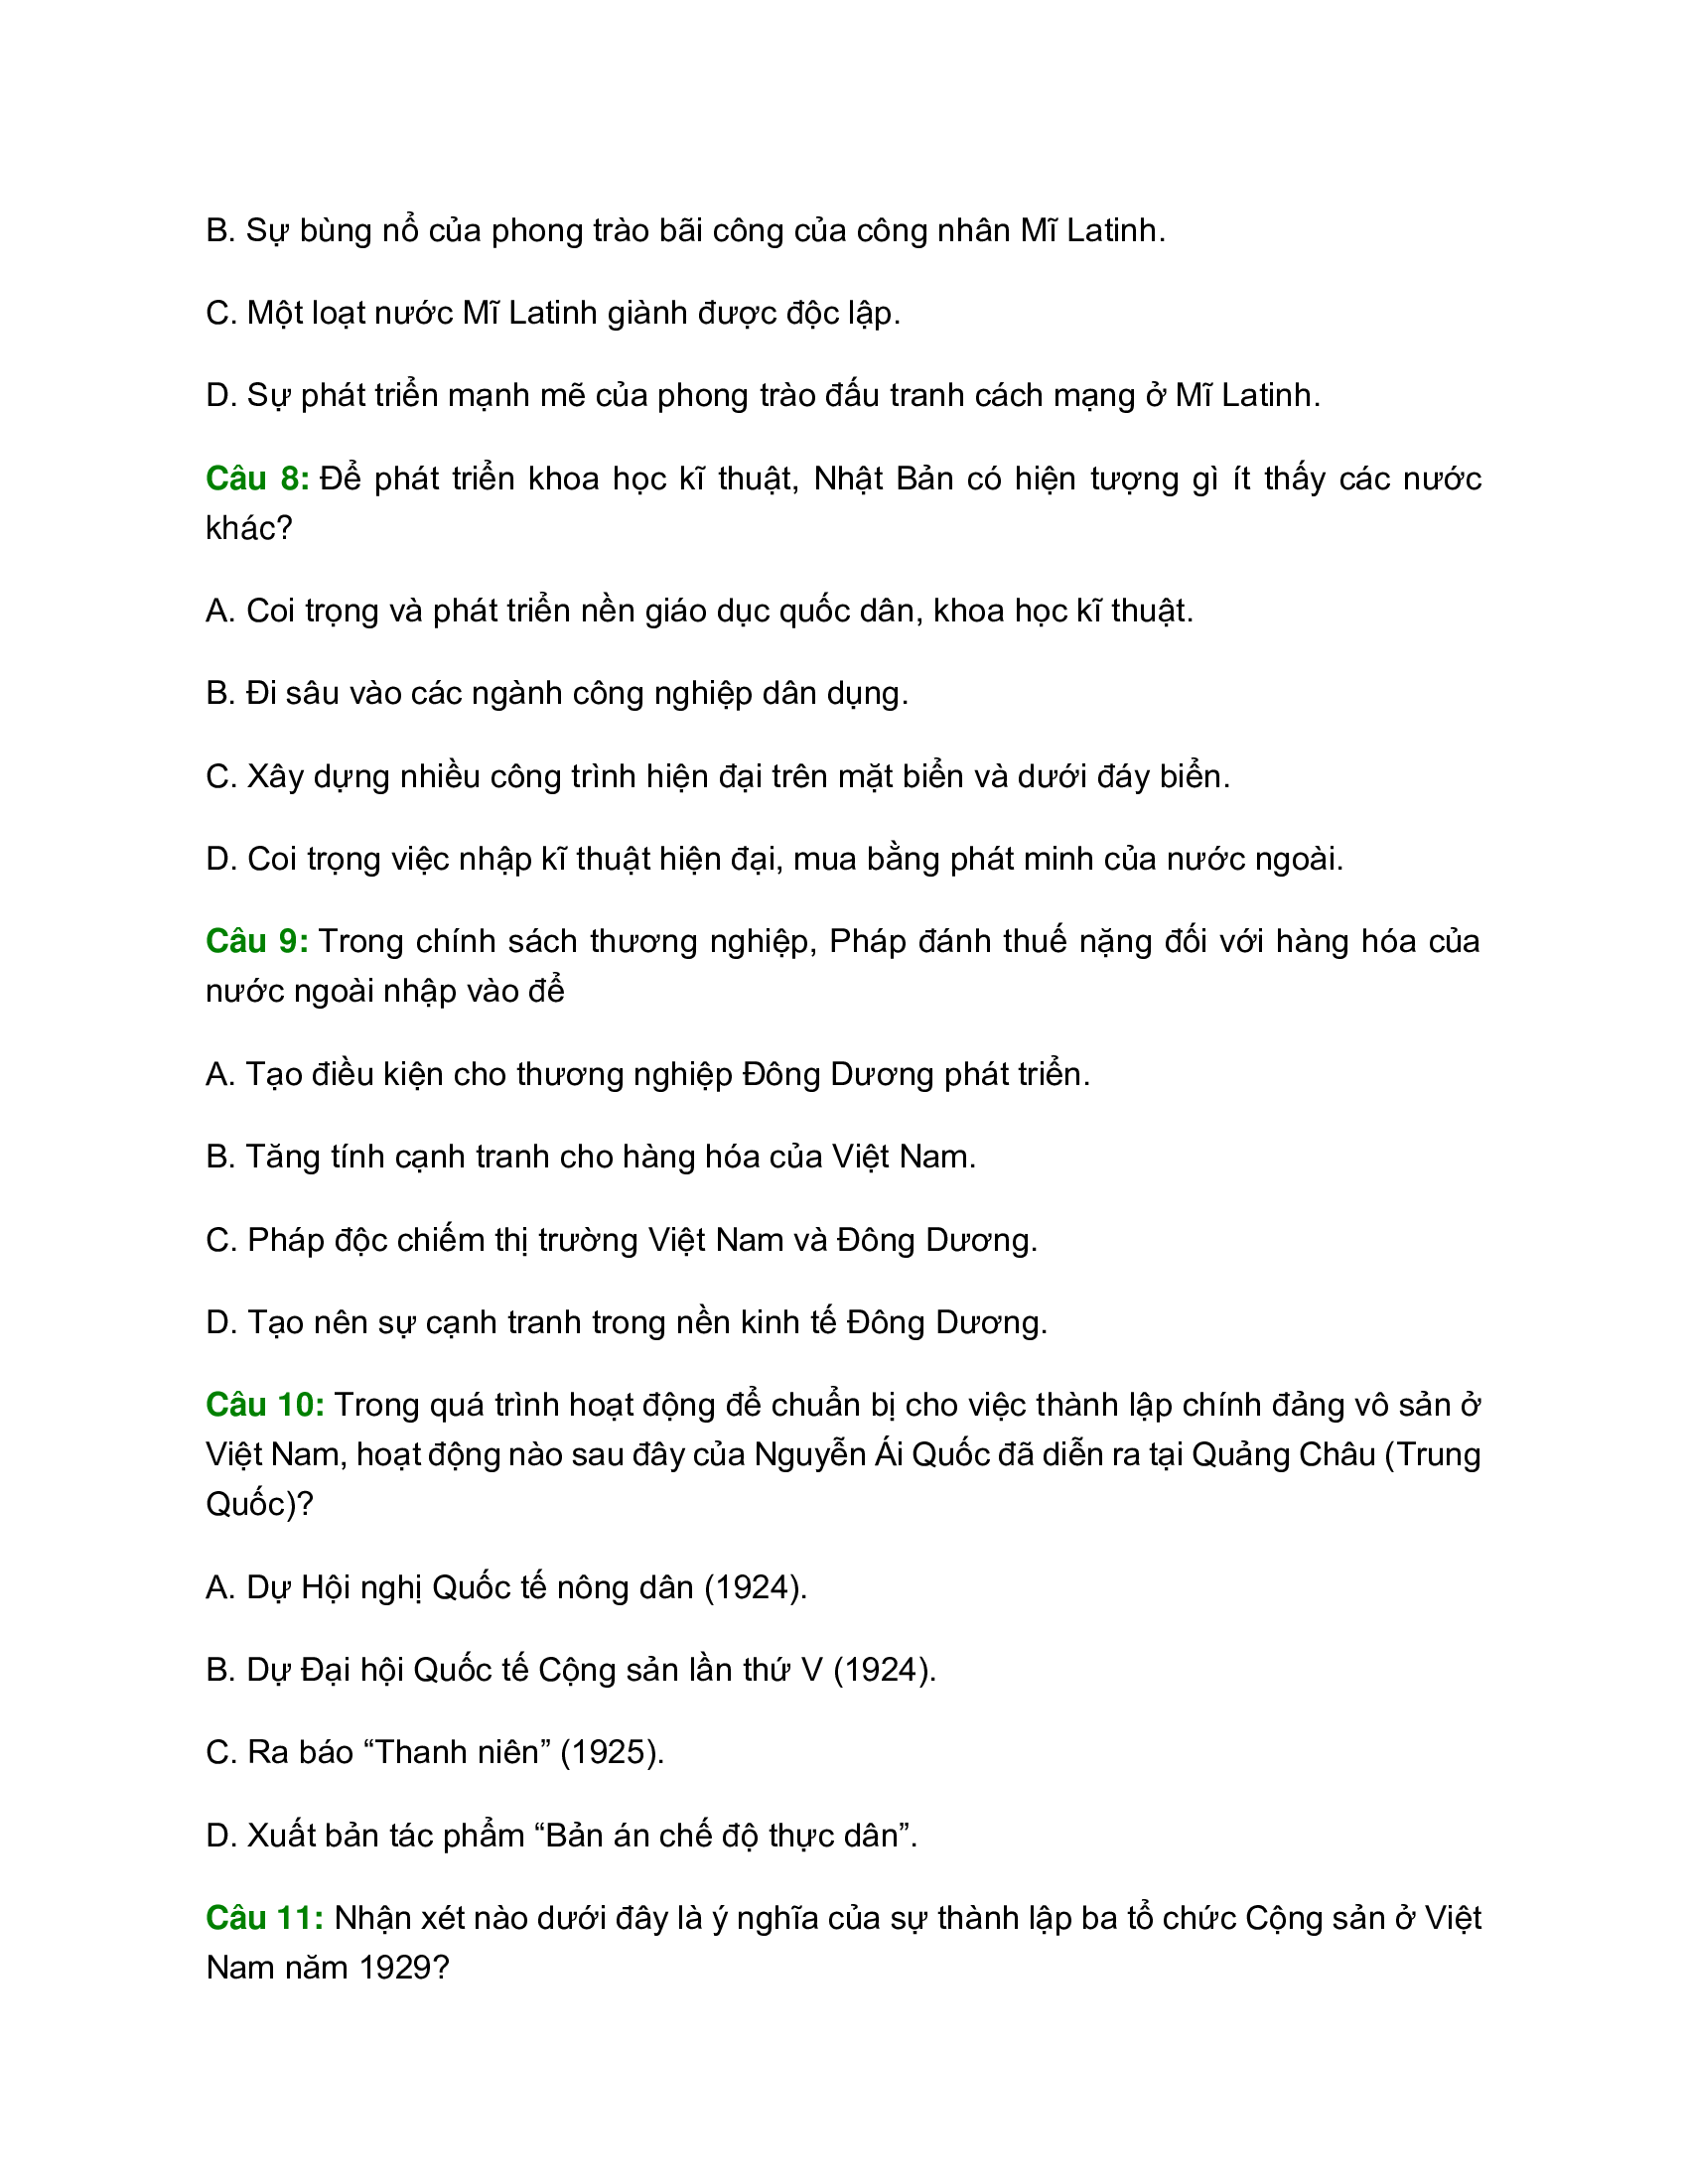 B. Sự bùng nổ của phong trào bãi công của công nhân Mĩ Latinh.
C. Một loạt nước Mĩ Latinh giành được độc lập.
D. Sự phát triển mạnh mẽ của phong trào đấu tranh cách mạng ở Mĩ Latinh.
Câu 8: Để phát triển khoa học kĩ thuật, Nhật Bản có hiện tượng gì ít thấy các nước
khác?
A. Coi trọng và phát triển nền giáo dục quốc dân, khoa học kĩ thuật.
B. Đi sâu vào các ngành công nghiệp dân dụng.
C. Xây dựng nhiều công trình hiện đại trên mặt biển và dưới đáy biển.
D. Coi trọng việc nhập kĩ thuật hiện đại, mua bằng phát minh của nước ngoài.
Câu 9: Trong chính sách thương nghiệp, Pháp đánh thuế nặng đối với hàng hóa của
nước ngoài nhập vào để
A. Tạo điều kiện cho thương nghiệp Đông Dương phát triển.
B. Tăng tính cạnh tranh cho hàng hóa của Việt Nam.
C. Pháp độc chiếm thị trường Việt Nam và Đông Dương.
D. Tạo nên sự cạnh tranh trong nền kinh tế Đông Dương.
Câu 10: Trong quá trình hoạt động để chuẩn bị cho việc thành lập chính đảng vô sản ở
Việt Nam, hoạt động nào sau đây của Nguyễn Ái Quốc đã diễn ra tại Quảng Châu (Trung
Quốc)?
A. Dự Hội nghị Quốc tế nông dân (1924).
B. Dự Đại hội Quốc tế Cộng sản lần thứ V (1924).
C. Ra báo “Thanh niên” (1925).
D. Xuất bản tác phẩm “Bản án chế độ thực dân”.
Câu 11: Nhận xét nào dưới đây là ý nghĩa của sự thành lập ba tổ chức Cộng sản ở Việt
Nam năm 1929?